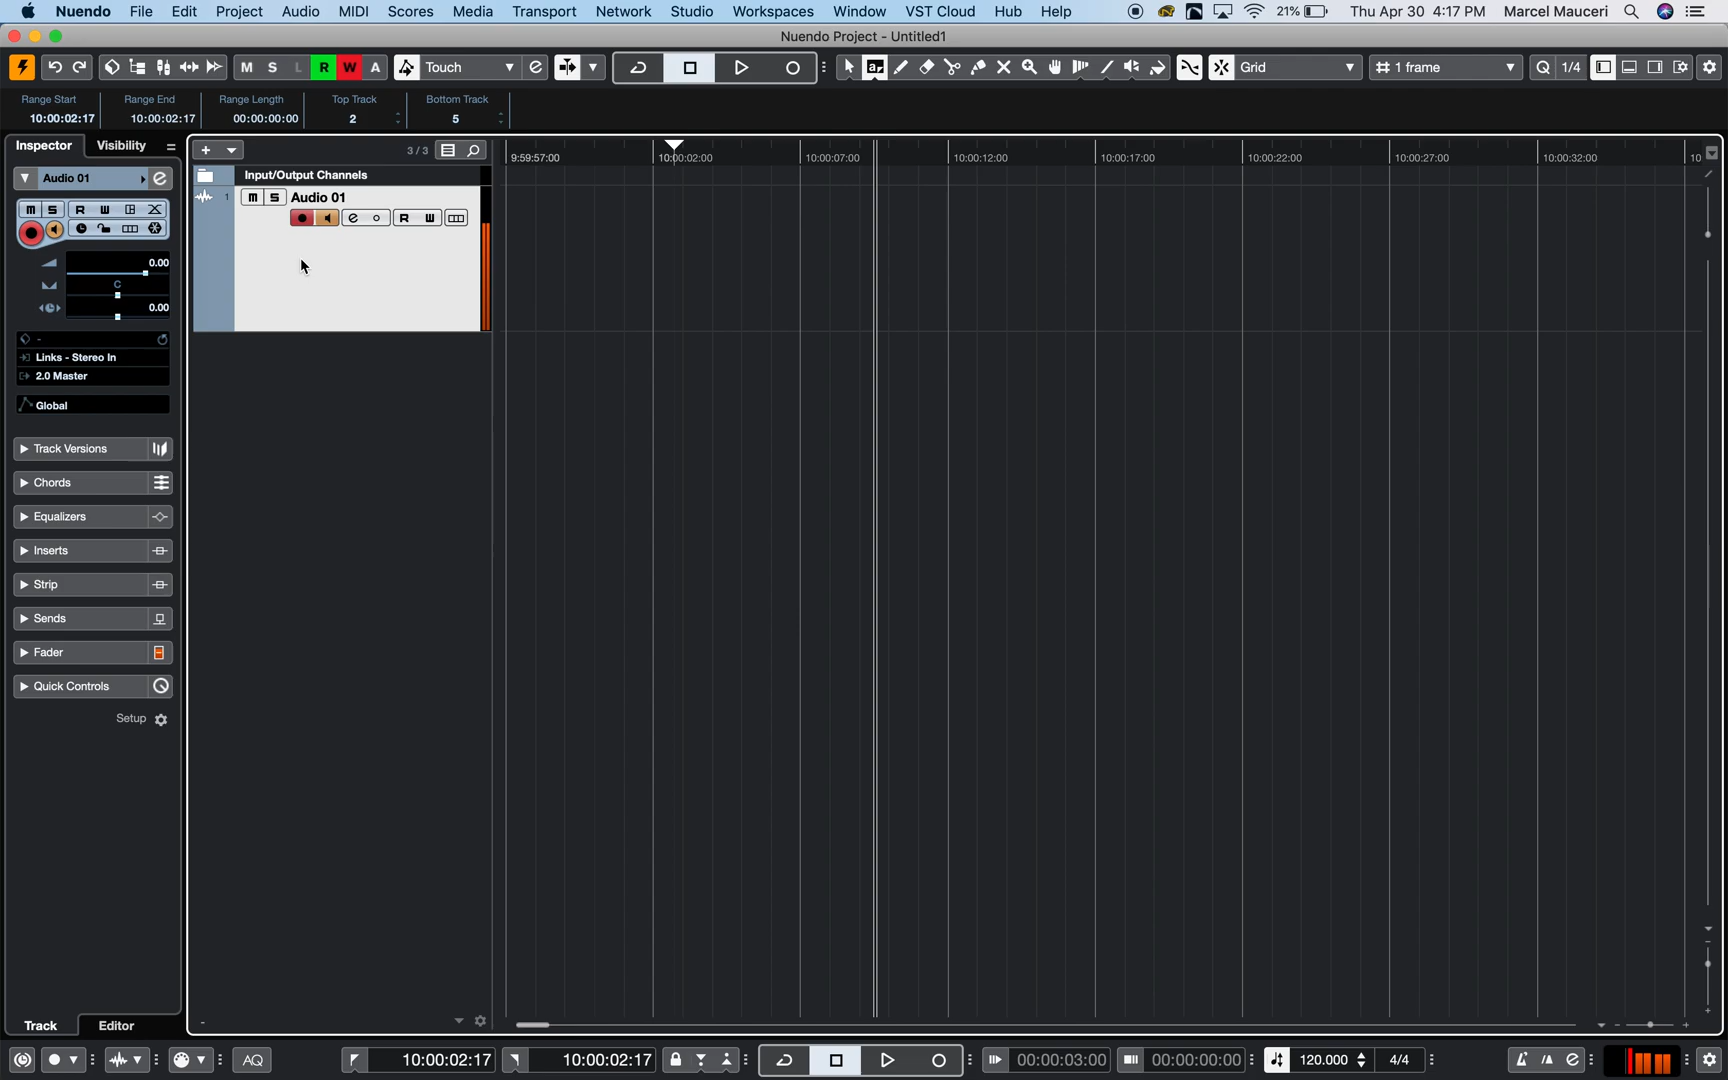 Nuendo File Edit Project Audio MIDI Scores Media Transport Network Studio Workspaces Window VST Cloud Hub Help 21% Thu Apr 30 4:17 PM Marcel Mauceri
Nuendo Project - Untitled1
M S L R W A Touch e Grid 1 frame Q 1/4
Range Start Range End Range Length Top Track Bottom Track
10:00:02:17 10:00:02:17 00:00:00:00 2 5
Inspector Visibility
3/3
9:59:57:00 10:00:02:00 10:00:07:00 10:00:12:00 10:00:17:00 10:00:22:00 10:00:27:00 10:00:32:00 10
Audio 01 e
Input/Output Channels
1 M S Audio 01
e R W
M S R W
0.00
C
0.00
-
Links - Stereo In
2.0 Master
Global
Track Versions
Chords
Equalizers
Inserts
Strip
Sends
Fader
Quick Controls
Setup
Track Editor
AQ 10:00:02:17 10:00:02:17 00:00:03:00 00:00:00:00 120.000 4/4 e